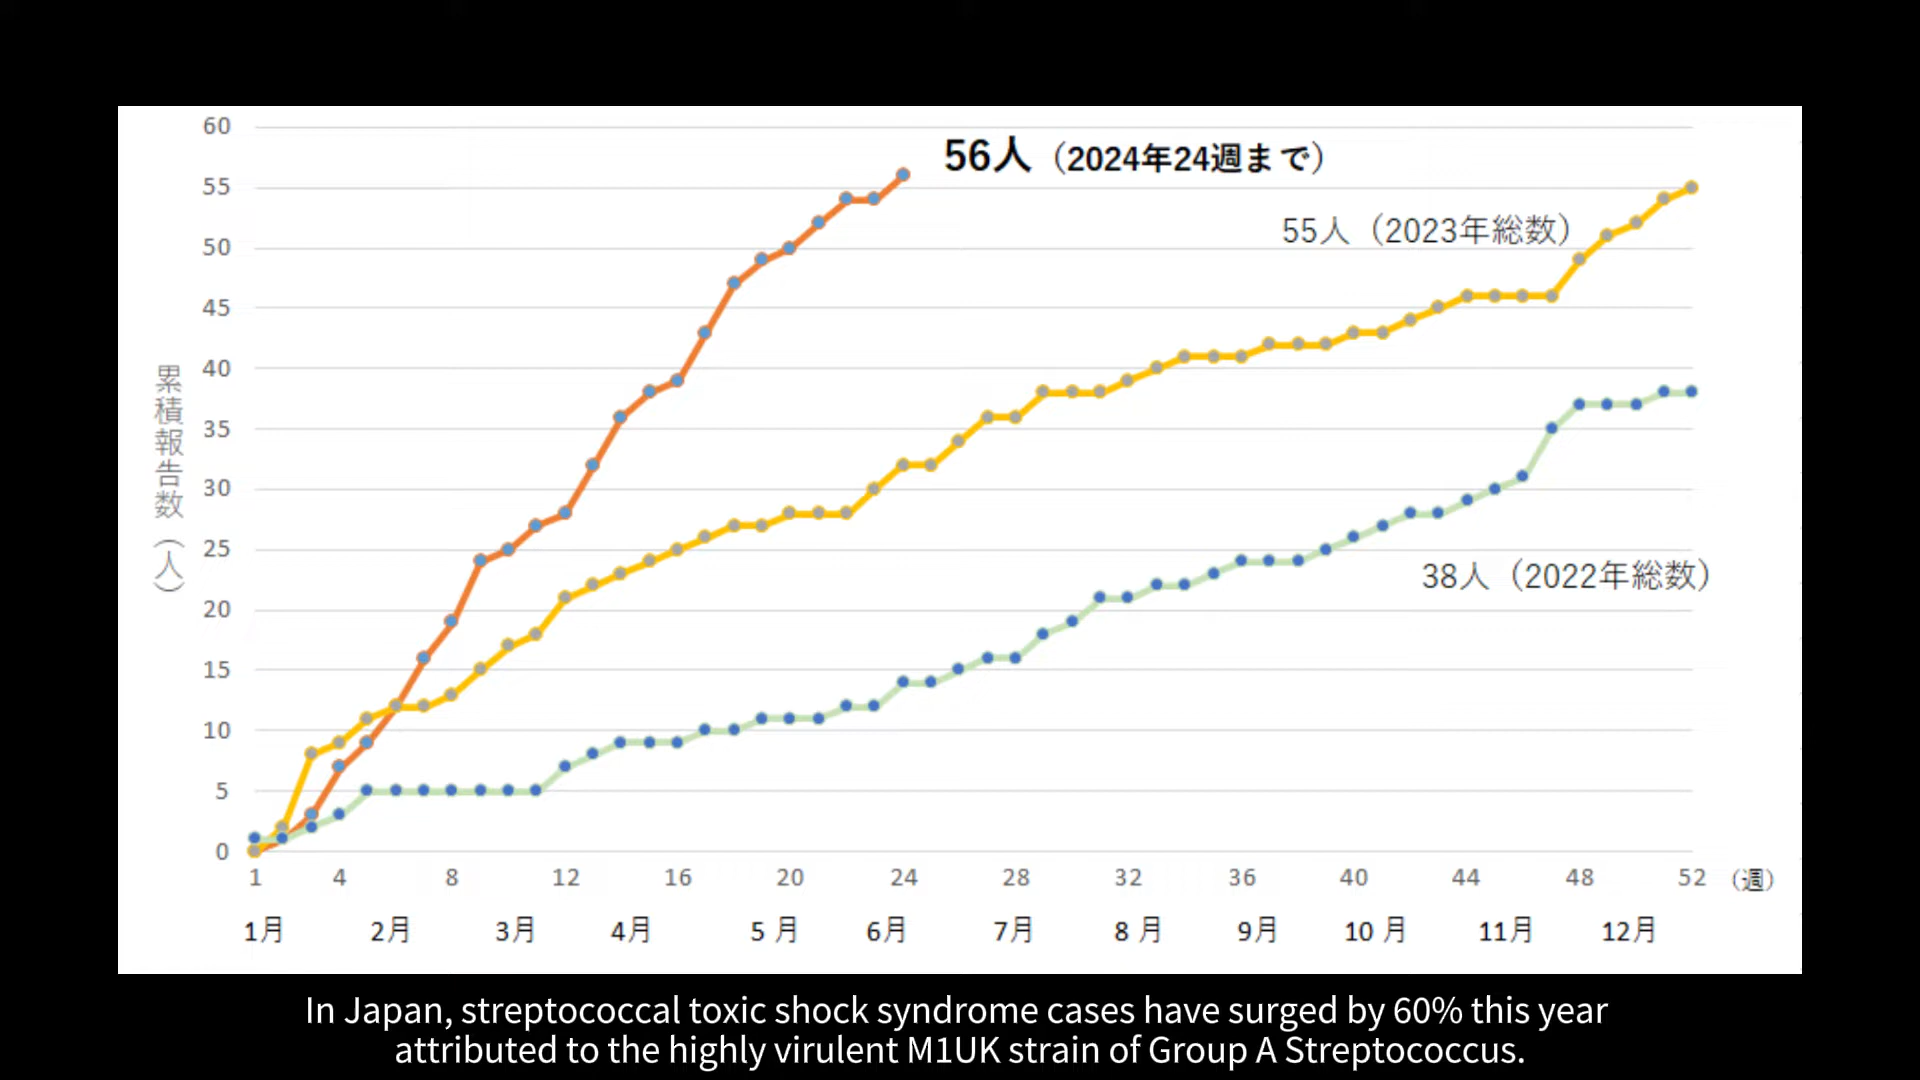 60
56人（2024年24週まで）
55
55人（2023年総数）
50
45
40
35
30
25
38人（2022年総数）
20
15
10
5
0
累積報告数（人）
1 4 8 12 16 20 24 28 32 36 40 44 48 52 （週）
1月 2月 3月 4月 5月 6月 7月 8月 9月 10月 11月 12月
In Japan, streptococcal toxic shock syndrome cases have surged by 60% this year
attributed to the highly virulent M1UK strain of Group A Streptococcus.